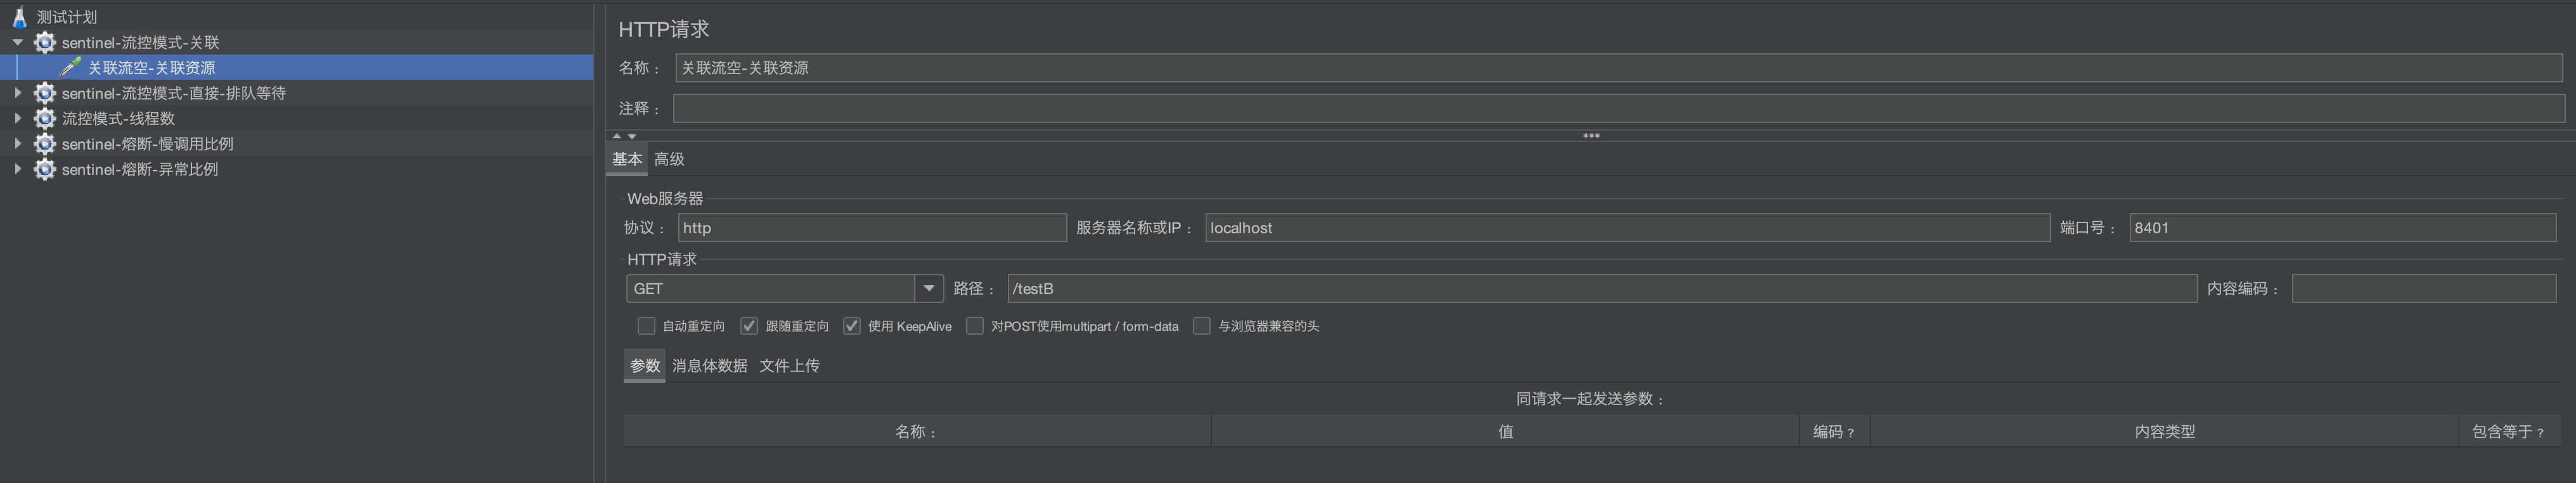 测试计划
sentinel-流控模式-关联
关联流空-关联资源
sentinel-流控模式-直接-排队等待
流控模式-线程数
sentinel-熔断-慢调用比例
sentinel-熔断-异常比例
HTTP请求
名称： 关联流空-关联资源
注释：
基本 高级
Web服务器
协议： http 服务器名称或IP： localhost 端口号： 8401
HTTP请求
GET 路径： /testB 内容编码：
自动重定向 跟随重定向 使用 KeepAlive 对POST使用multipart / form-data 与浏览器兼容的头
参数 消息体数据 文件上传
同请求一起发送参数：
名称： 值 编码？ 内容类型 包含等于？